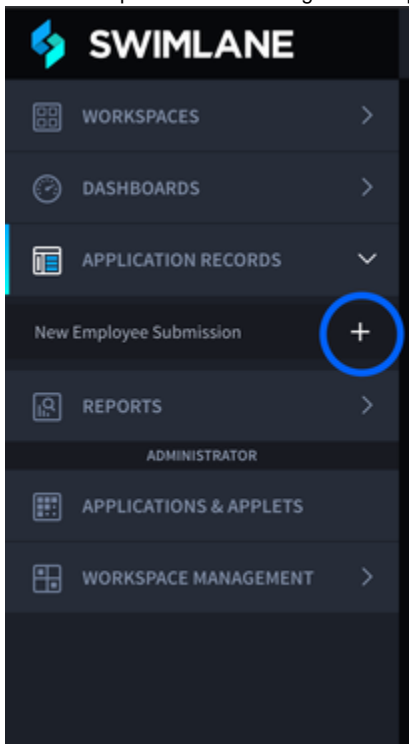 SWIMLANE
WORKSPACES
DASHBOARDS
APPLICATION RECORDS
New Employee Submission
REPORTS
ADMINISTRATOR
APPLICATIONS & APPLETS
WORKSPACE MANAGEMENT